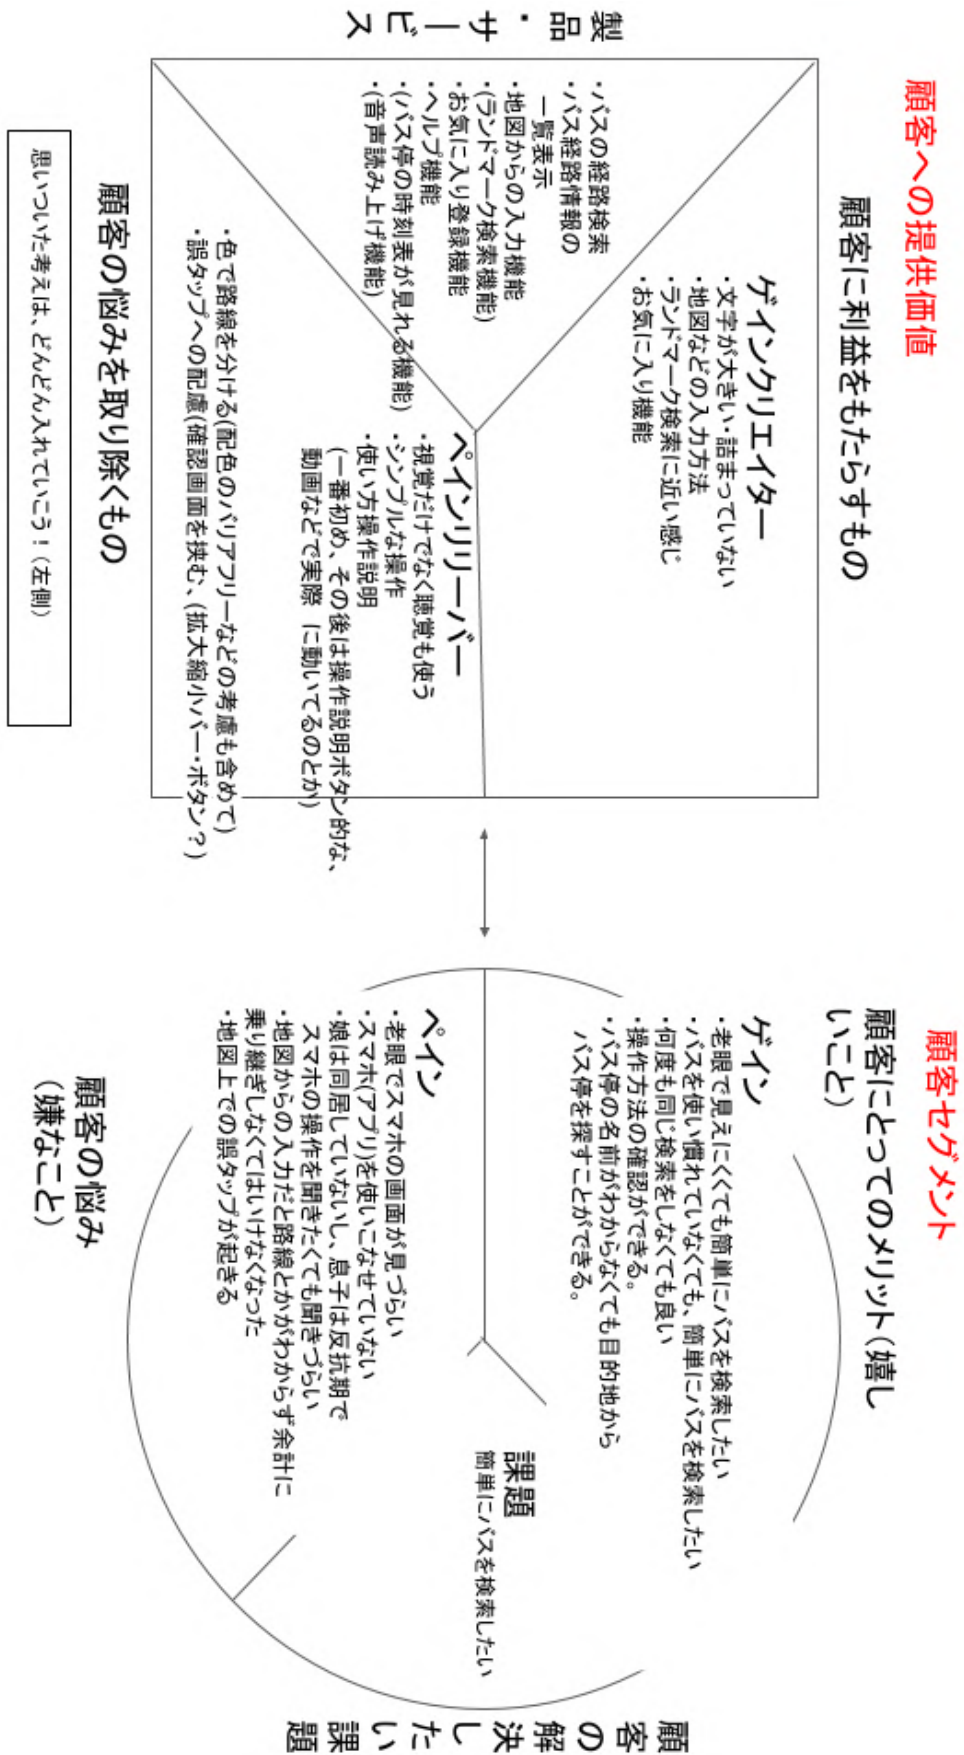 顧客への提供価値
顧客に利益をもたらすもの
製品・サービス
・バスの経路検索
・バス経路情報の
一覧表示
・地図からの入力機能
・(ランドマーク検索機能)
・お気に入り登録機能
・ヘルプ機能
・(バス停の時刻表が見れる機能)
・(音声読み上げ機能)
ゲインクリエイター
・文字が大きい・詰まっていない
・地図などの入力方法
・ランドマーク検索に近い感じ
・お気に入り機能
ペインリリーバー
・視覚だけでなく聴覚も使う
・シンプルな操作
・使い方操作説明
(一番初め、その後は操作説明ボタン的な、
動画などで実際 に動いてるのとか)
・色で路線を分ける(配色のバリアフリーなどの考慮も含めて)
・誤タップへの配慮(確認画面を挟む、(拡大縮小バー・ボタン？)
顧客の悩みを取り除くもの
思いついた考えは、どんどん入れていこう！(左側)
顧客セグメント
顧客にとってのメリット(嬉し
いこと)
ゲイン
・老眼で見えにくくても簡単にバスを検索したい
・バスを使い慣れていなくても、簡単にバスを検索したい
・何度も同じ検索をしなくても良い
・操作方法の確認ができる。
・バス停の名前がわからなくても目的地から
バス停を探すことができる。
課題
簡単にバスを検索したい
顧客の解決したい課題
ペイン
・老眼でスマホの画面が見づらい
・スマホ(アプリ)を使いこなせていない
・娘は同居していないし、息子は反抗期で
スマホの操作を聞きたくても聞きづらい
・地図からの入力だと路線とかがわからず余計に
乗り継ぎしなくてはいけなくなった
・地図上での誤タップが起きる
顧客の悩み
(嫌なこと)